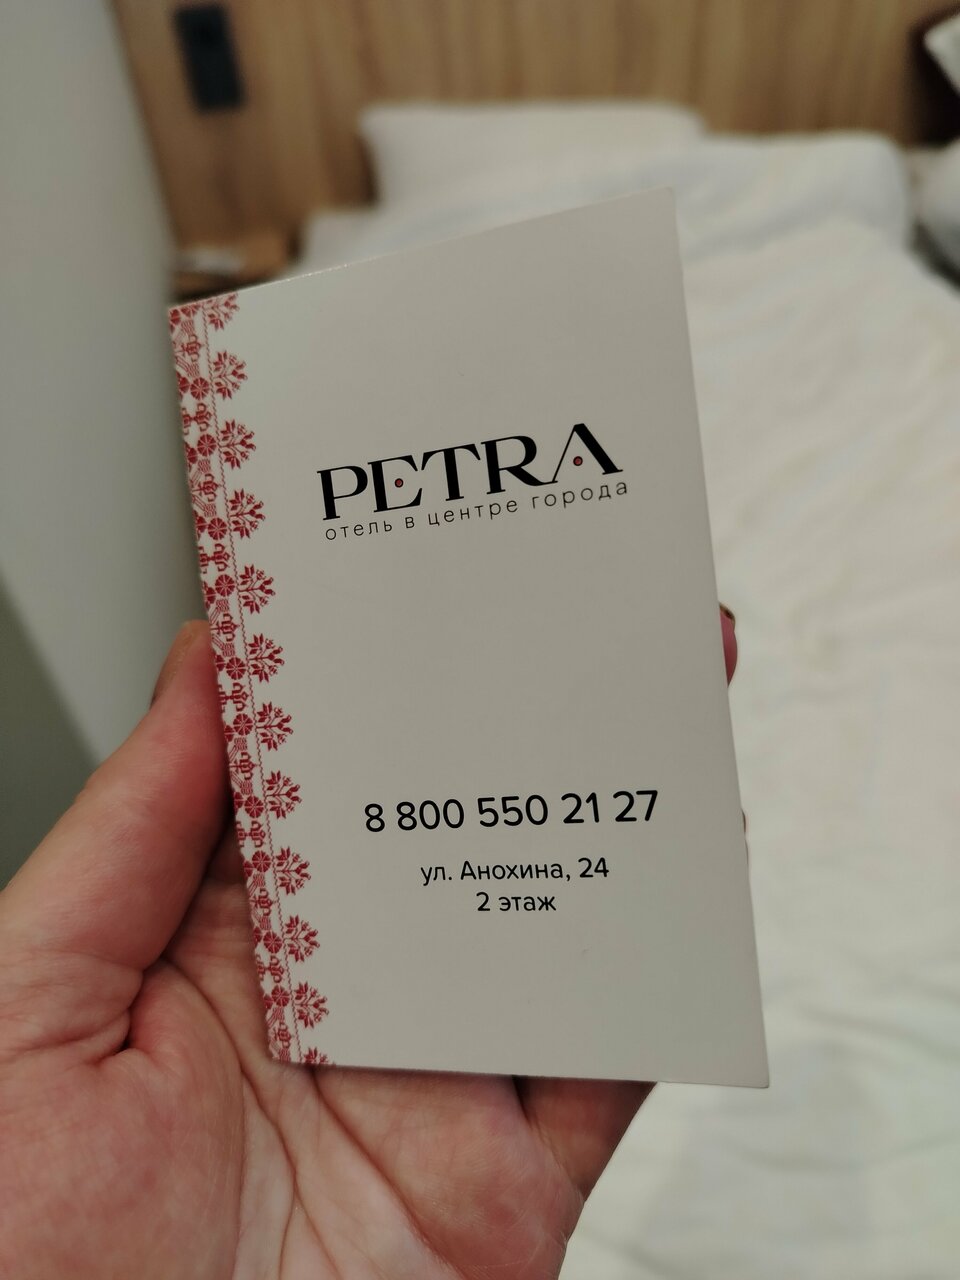 PETRA
отель в центре города
8 800 550 21 27
ул. Анохина, 24
2 этаж